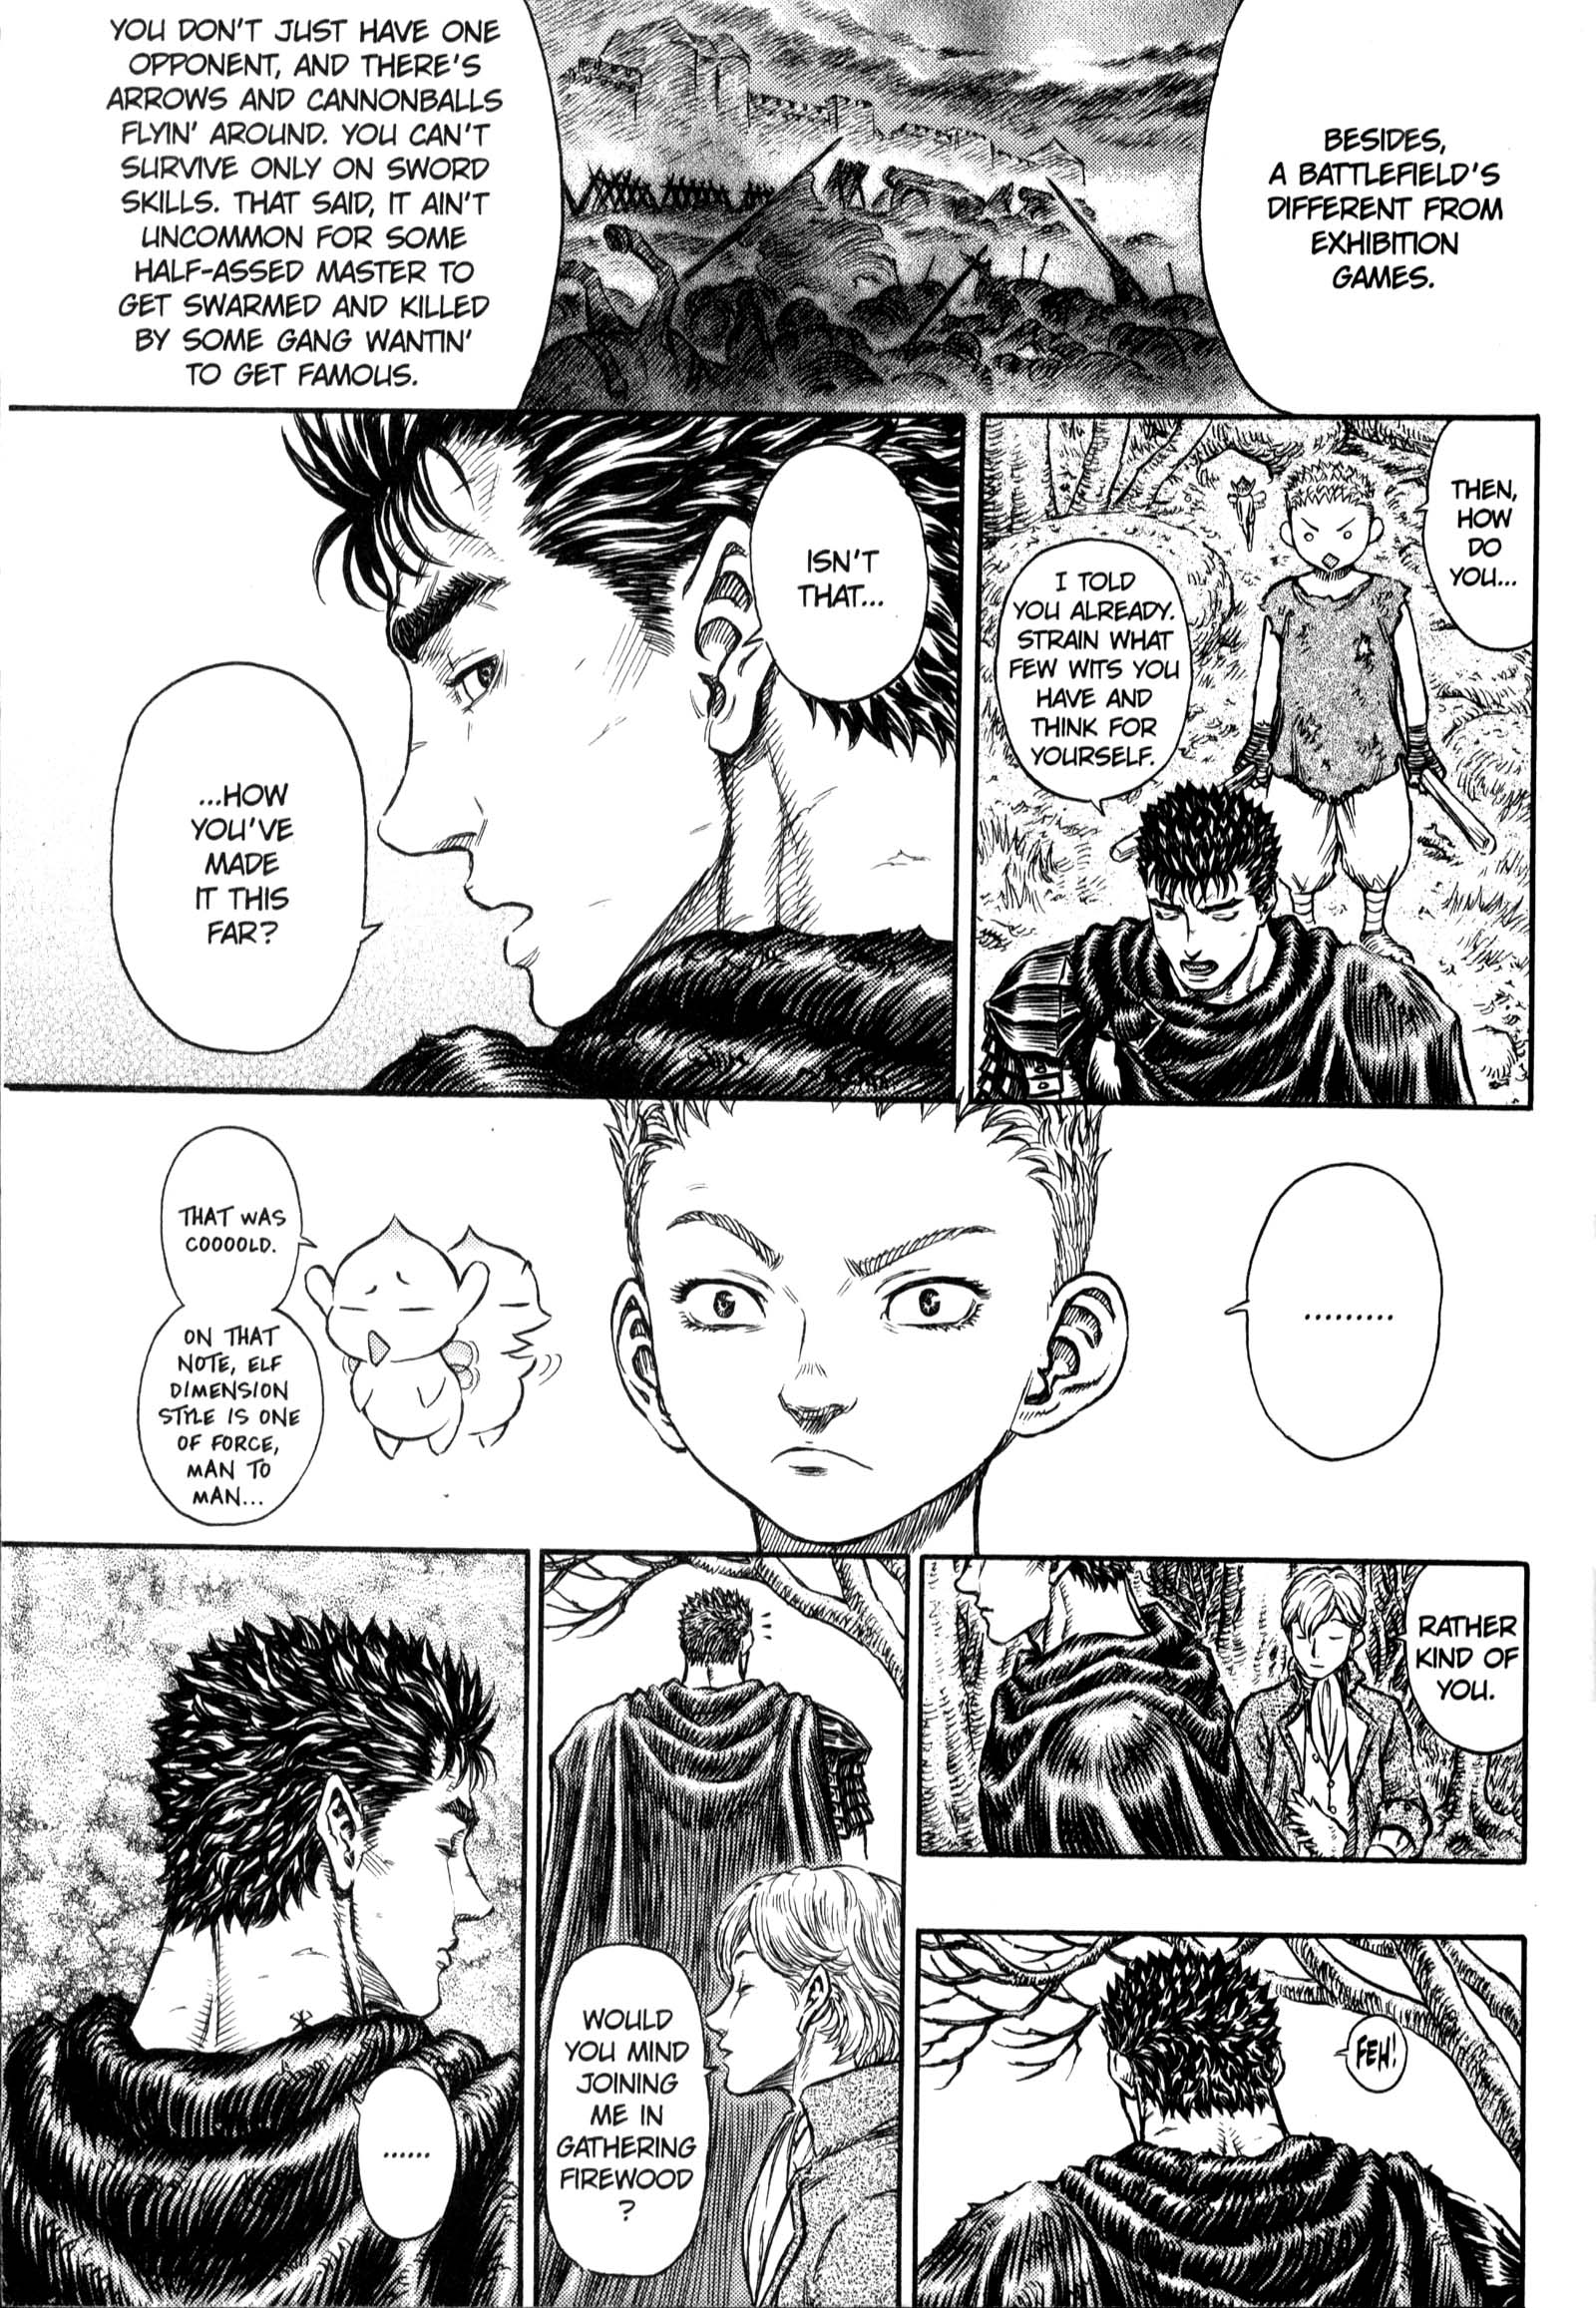 BESIDES,
A BATTLEFIELD'S
DIFFERENT FROM
EXHIBITION
GAMES.
YOU DON'T JUST HAVE ONE
OPPONENT, AND THERE'S
ARROWS AND CANNONBALLS
FLYIN' AROUND. YOU CAN'T
SURVIVE ONLY ON SWORD
SKILLS. THAT SAID, IT AIN'T
UNCOMMON FOR SOME
HALF-ASSED MASTER TO
GET SWARMED AND KILLED
BY SOME GANG WANTIN'
TO GET FAMOUS.
THEN,
HOW
DO
YOU...
I TOLD
YOU ALREADY.
STRAIN WHAT
FEW WITS YOU
HAVE AND
THINK FOR
YOURSELF.
ISN'T
THAT...
...HOW
YOU'VE
MADE
IT THIS
FAR?
.........
THAT WAS
COOOOLD.
ON THAT
NOTE, ELF
DIMENSION
STYLE IS ONE
OF FORCE,
MAN TO
MAN...
RATHER
KIND OF
YOU.
FEH!
WOULD
YOU MIND
JOINING
ME IN
GATHERING
FIREWOOD
?
......